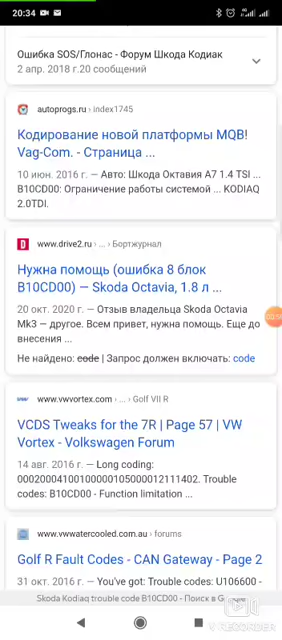 20:34
Ошибка SOS/Глонас - Форум Шкода Кодиак
2 апр. 2018 г.20 сообщений
autoprogs.ru › index1745
Кодирование новой платформы MQB!
Vag-Com. - Страница ...
10 июн. 2016 г. — Авто: Шкода Октавия А7 1.4 TSI ...
B10CD00: Ограничение работы системой ... KODIAQ
2.0TDI.
www.drive2.ru › ... › Бортжурнал
Нужна помощь (ошибка 8 блок
B10CD00) — Skoda Octavia, 1.8 л ...
20 окт. 2020 г. — Отзыв владельца Skoda Octavia
Mk3 — другое. Всем привет, нужна помощь. Еще до
внесения ...
Не найдено: code | Запрос должен включать: code
www.vwvortex.com › ... › Golf VII R
VCDS Tweaks for the 7R | Page 57 | VW
Vortex - Volkswagen Forum
14 авг. 2016 г. — Long coding:
00020004100100000105000012111402. Trouble
codes: B10CD00 - Function limitation ...
www.vwwatercooled.com.au › forums
Golf R Fault Codes - CAN Gateway - Page 2
31 окт. 2016 г. — You've got: Trouble codes: U106600 -
Skoda Kodiaq trouble code B10CD00 - Поиск в G
RECORDER